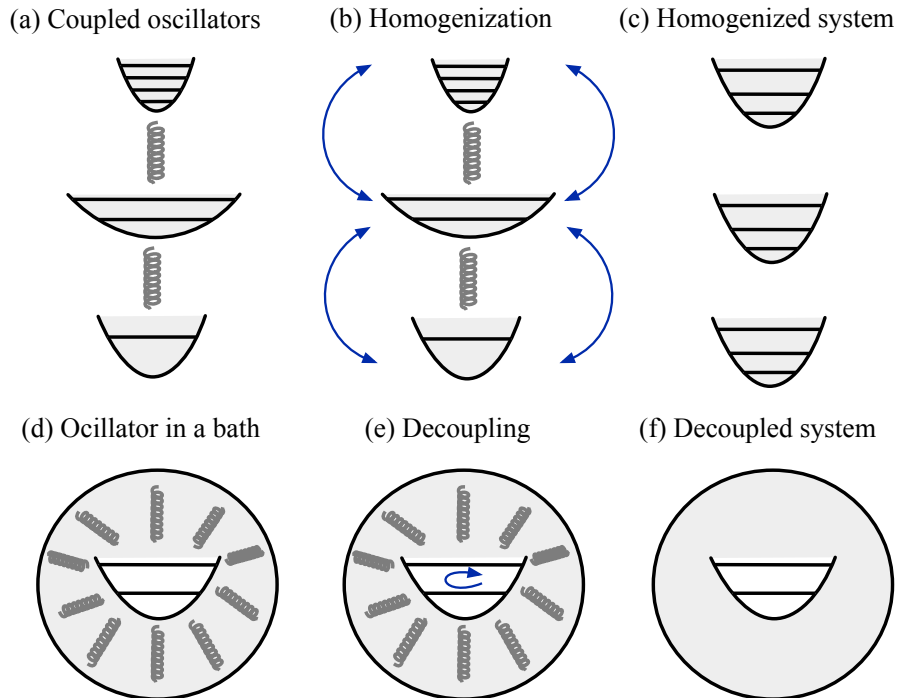 (a) Coupled oscillators
(b) Homogenization
(c) Homogenized system
(d) Ocillator in a bath
(e) Decoupling
(f) Decoupled system